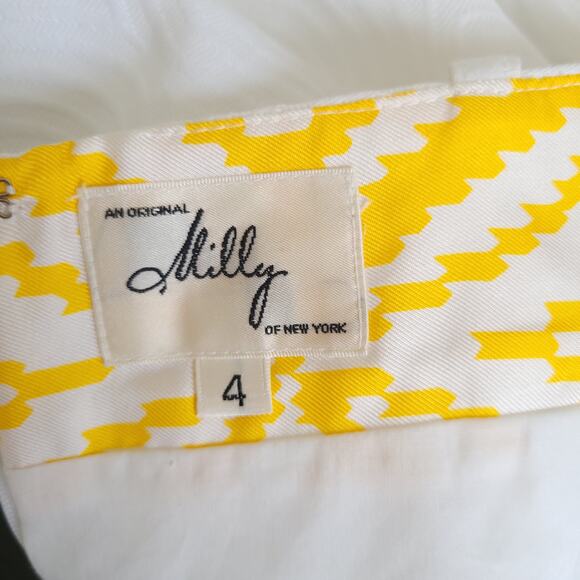 AN ORIGINAL
Milly
OF NEW YORK
4